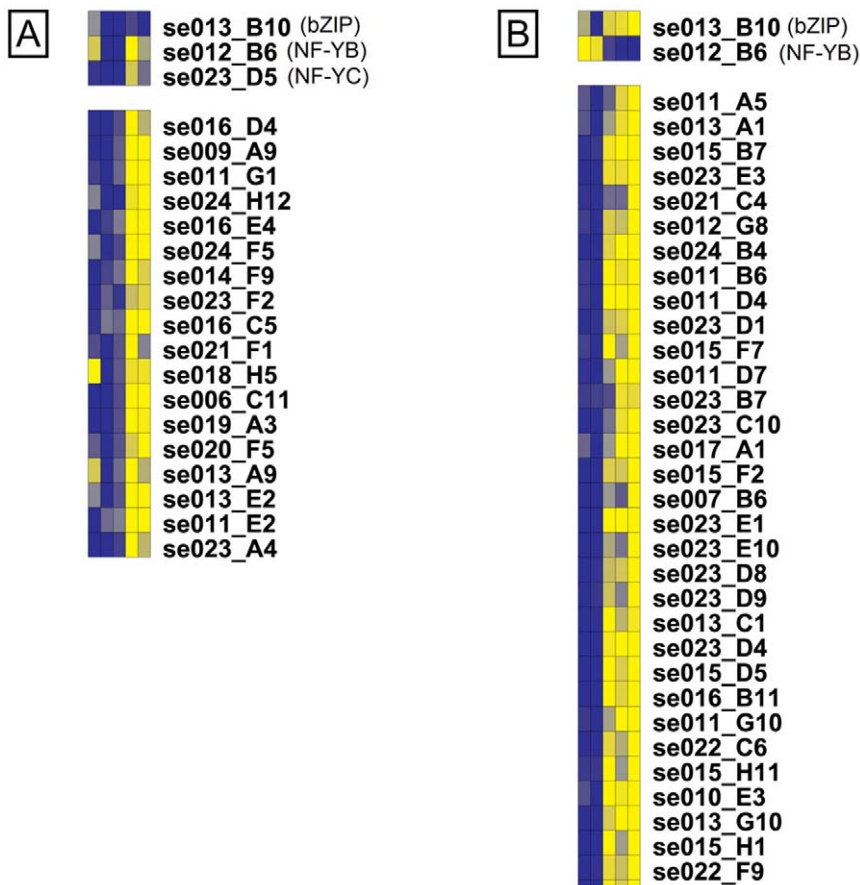 A
se013_B10 (bZIP)
se012_B6 (NF-YB)
se023_D5 (NF-YC)
se016_D4
se009_A9
se011_G1
se024_H12
se016_E4
se024_F5
se014_F9
se023_F2
se016_C5
se021_F1
se018_H5
se006_C11
se019_A3
se020_F5
se013_A9
se013_E2
se011_E2
se023_A4
B
se013_B10 (bZIP)
se012_B6 (NF-YB)
se011_A5
se013_A1
se015_B7
se023_E3
se021_C4
se012_G8
se024_B4
se011_B6
se011_D4
se023_D1
se015_F7
se011_D7
se023_B7
se023_C10
se017_A1
se015_F2
se007_B6
se023_E1
se023_E10
se023_D8
se023_D9
se013_C1
se023_D4
se015_D5
se016_B11
se011_G10
se022_C6
se015_H11
se010_E3
se013_G10
se015_H1
se022_F9